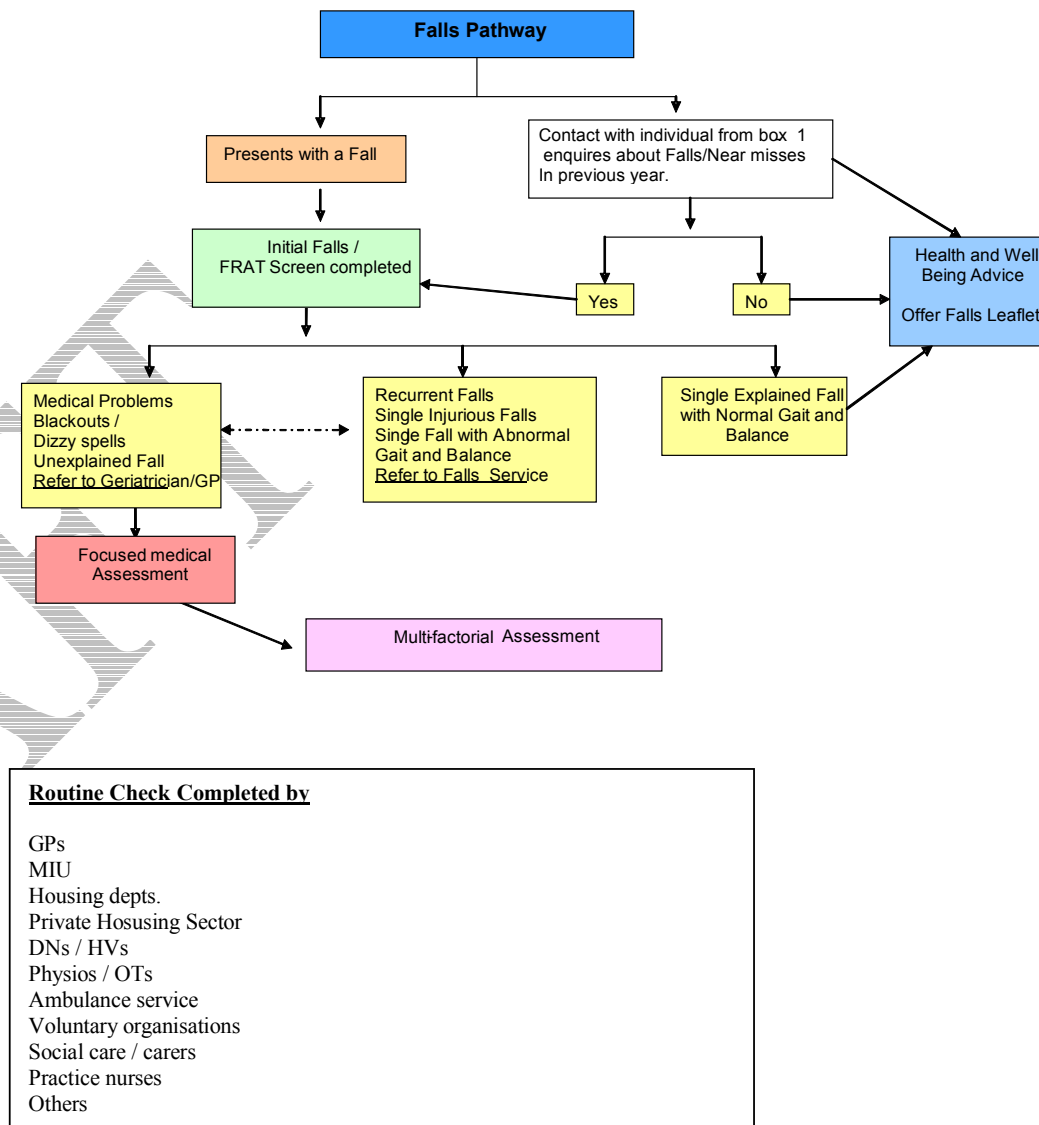 Falls Pathway
Presents with a Fall
Contact with individual from box 1
enquires about Falls/Near misses
In previous year.
Initial Falls /
FRAT Screen completed
Yes
No
Health and Well
Being Advice
Offer Falls Leaflet
Medical Problems
Blackouts /
Dizzy spells
Unexplained Fall
Refer to Geriatrician/GP
Recurrent Falls
Single Injurious Falls
Singe Fall with Abnormal
Gait and Balance
Refer to Falls Service
Single Explained Fall
with Normal Gait and
Balance
Focused medical
Assessment
Multi-factorial Assessment
Routine Check Completed by
GPs
MIU
Housing depts.
Private Hosusing Sector
DNs / HVs
Physios / OTs
Ambulance service
Voluntary organisations
Social care / carers
Practice nurses
Others